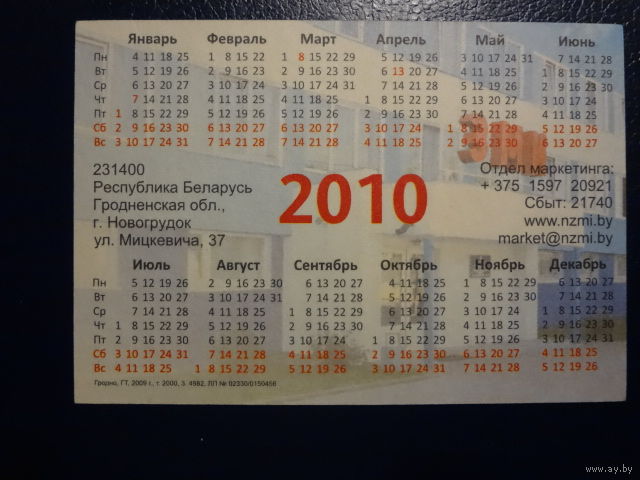 Январь Февраль Март Апрель Май Июнь
Пн 4 11 18 25 1 8 15 22 1 8 15 22 29 5 12 19 26 3 10 17 24 31 7 14 21 28
Вт 5 12 19 26 2 9 16 23 2 9 16 23 30 6 13 20 27 4 11 18 25 1 8 15 22 29
Ср 6 13 20 27 3 10 17 24 3 10 17 24 31 7 14 21 28 5 12 19 26 2 9 16 23 30
Чт 7 14 21 28 4 11 18 25 4 11 18 25 1 8 15 22 29 6 13 20 27 3 10 17 24
Пт 1 8 15 22 29 5 12 19 26 5 12 19 26 2 9 16 23 30 7 14 21 28 4 11 18 25
Сб 2 9 16 23 30 6 13 20 27 6 13 20 27 3 10 17 24 1 8 15 22 29 5 12 19 26
Вс 3 10 17 24 31 7 14 21 28 7 14 21 28 4 11 18 25 2 9 16 23 30 6 13 20 27
231400
Республика Беларусь
Гродненская обл.,
г. Новогрудок
ул. Мицкевича, 37
2010
Отдел маркетинга:
+ 375 1597 20921
Сбыт: 21740
www.nzmi.by
market@nzmi.by
Июль Август Сентябрь Октябрь Ноябрь Декабрь
Пн 5 12 19 26 2 9 16 23 30 6 13 20 27 4 11 18 25 1 8 15 22 29 6 13 20 27
Вт 6 13 20 27 3 10 17 24 31 7 14 21 28 5 12 19 26 2 9 16 23 30 7 14 21 28
Ср 7 14 21 28 4 11 18 25 1 8 15 22 29 6 13 20 27 3 10 17 24 1 8 15 22 29
Чт 1 8 15 22 29 5 12 19 26 2 9 16 23 30 7 14 21 28 4 11 18 25 2 9 16 23 30
Пт 2 9 16 23 30 6 13 20 27 3 10 17 24 1 8 15 22 29 5 12 19 26 3 10 17 24 31
Сб 3 10 17 24 31 7 14 21 28 4 11 18 25 2 9 16 23 30 6 13 20 27 4 11 18 25
Вс 4 11 18 25 1 8 15 22 29 5 12 19 26 3 10 17 24 31 7 14 21 28 5 12 19 26
Гродно, ГТ, 2009 г., т. 2000, З. 4982, ЛП № 02330/0150456
www.ay.by